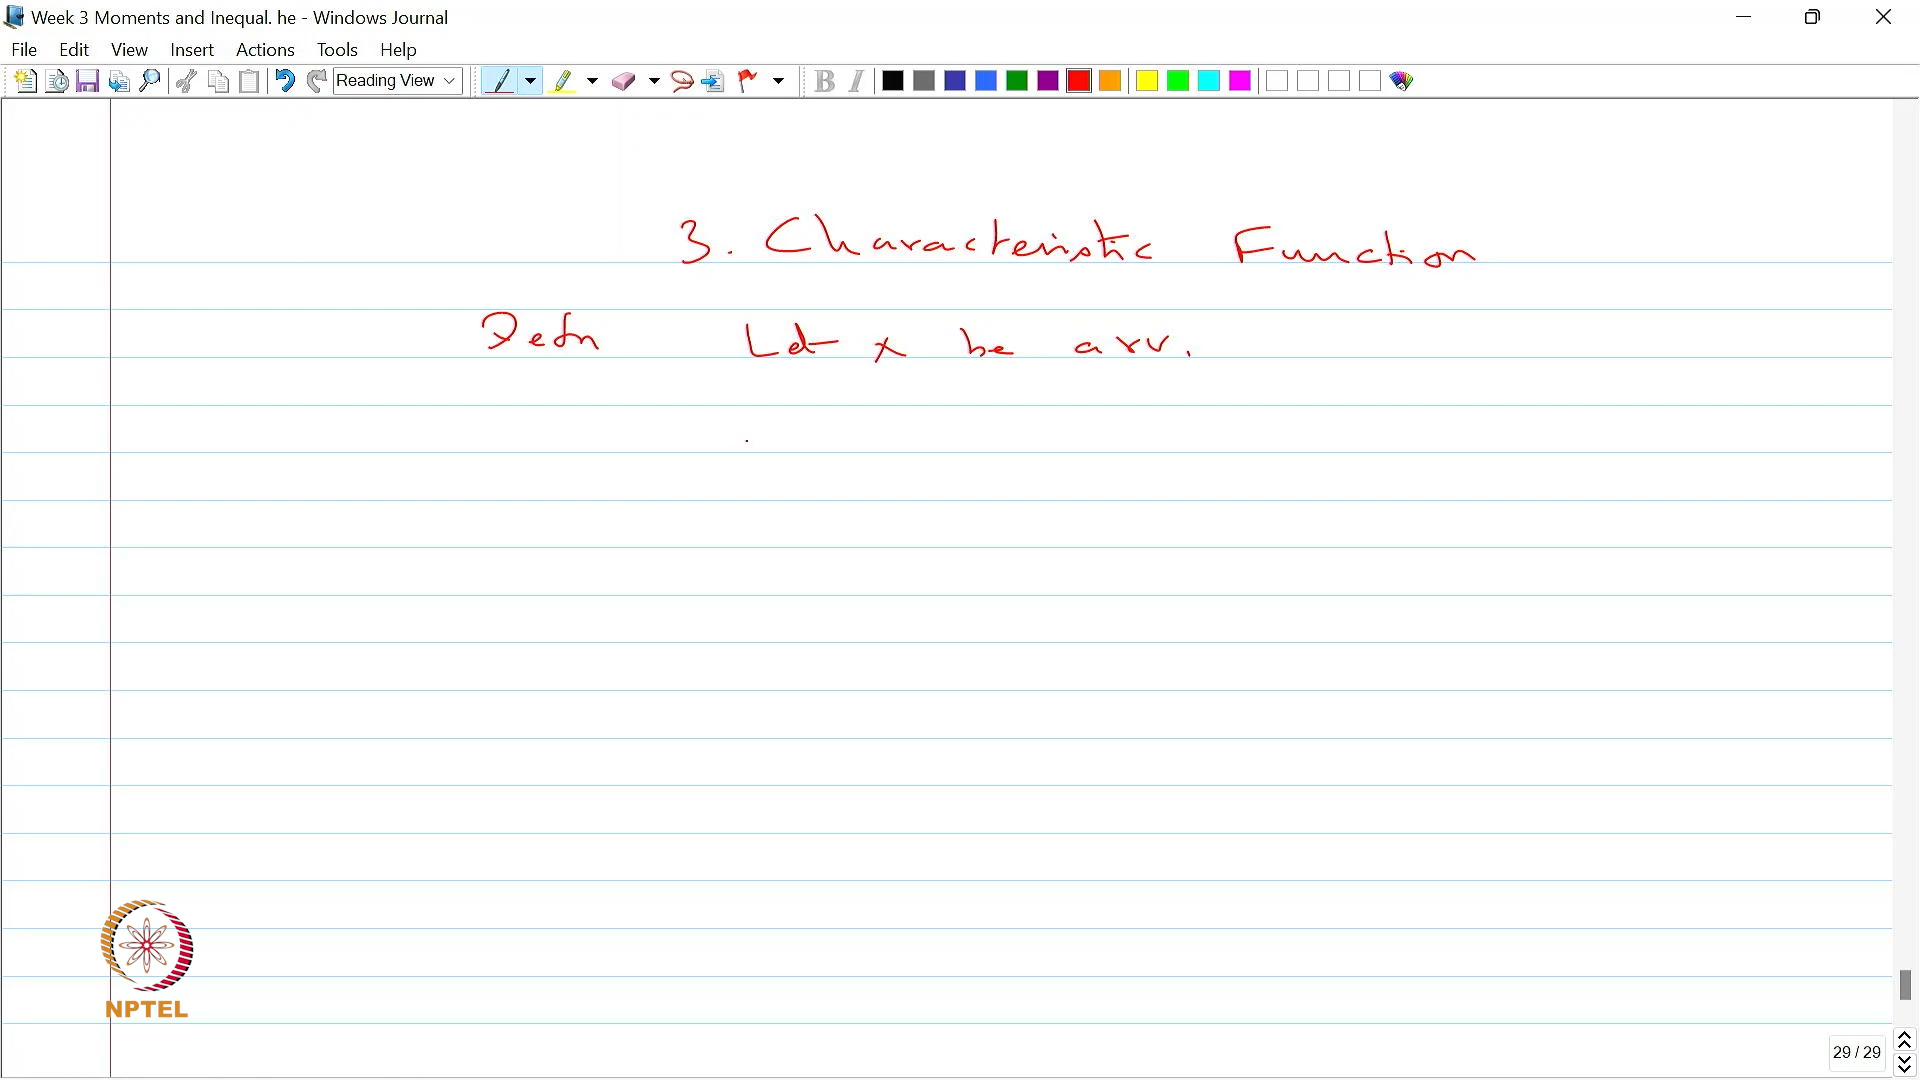 Week 3 Moments and Inequal. he - Windows Journal
File Edit View Insert Actions Tools Help
Reading View B I
3. Characteristic Function
Defn Let x be a rv.
NPTEL
29 / 29